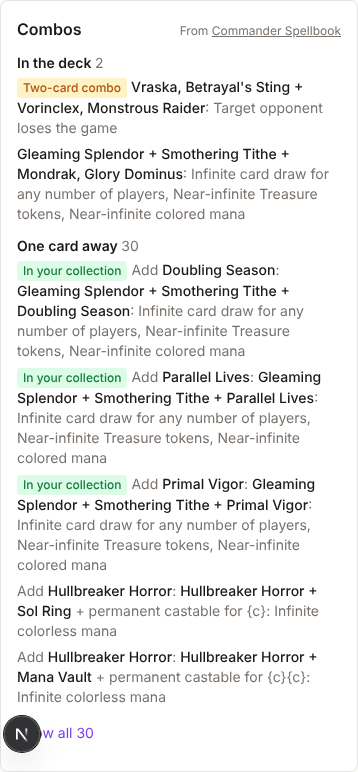 Combos
From Commander Spellbook
In the deck 2
Two-card combo Vraska, Betrayal's Sting +
Vorinclex, Monstrous Raider: Target opponent
loses the game
Gleaming Splendor + Smothering Tithe +
Mondrak, Glory Dominus: Infinite card draw for
any number of players, Near-infinite Treasure
tokens, Near-infinite colored mana
One card away 30
In your collection Add Doubling Season:
Gleaming Splendor + Smothering Tithe +
Doubling Season: Infinite card draw for any
number of players, Near-infinite Treasure
tokens, Near-infinite colored mana
In your collection Add Parallel Lives: Gleaming
Splendor + Smothering Tithe + Parallel Lives:
Infinite card draw for any number of players,
Near-infinite Treasure tokens, Near-infinite
colored mana
In your collection Add Primal Vigor: Gleaming
Splendor + Smothering Tithe + Primal Vigor:
Infinite card draw for any number of players,
Near-infinite Treasure tokens, Near-infinite
colored mana
Add Hullbreaker Horror: Hullbreaker Horror +
Sol Ring + permanent castable for {c}: Infinite
colorless mana
Add Hullbreaker Horror: Hullbreaker Horror +
Mana Vault + permanent castable for {c}{c}:
Infinite colorless mana
N
all 30